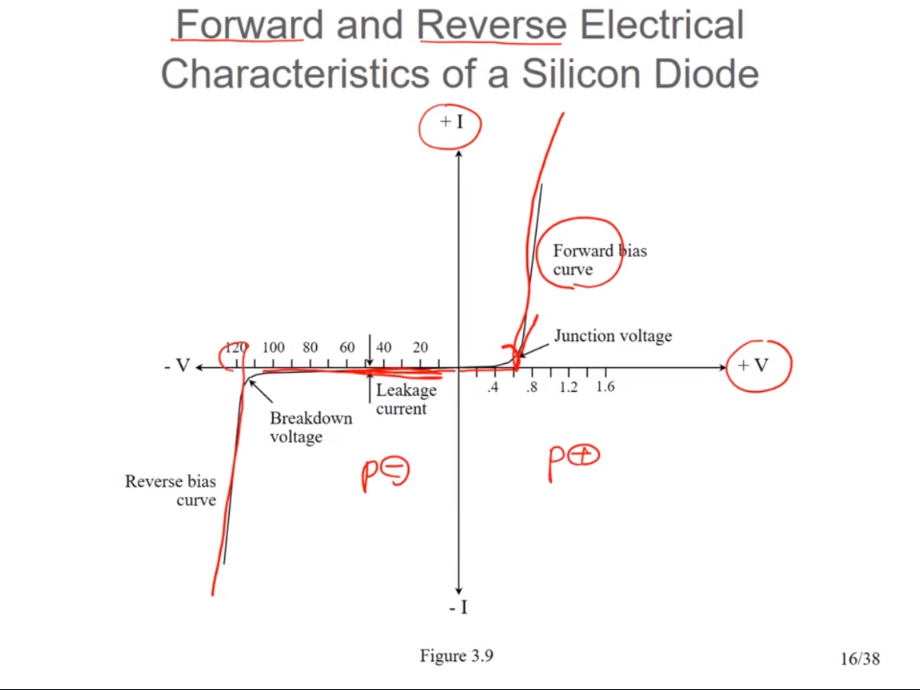 Forward and Reverse Electrical
Characteristics of a Silicon Diode
+ I
Forward bias
curve
Junction voltage
120 100 80 60 40 20
- V
+ V
.4 .8 1.2 1.6
Leakage
current
Breakdown
voltage
p⊖
p⊕
Reverse bias
curve
- I
Figure 3.9
16/38